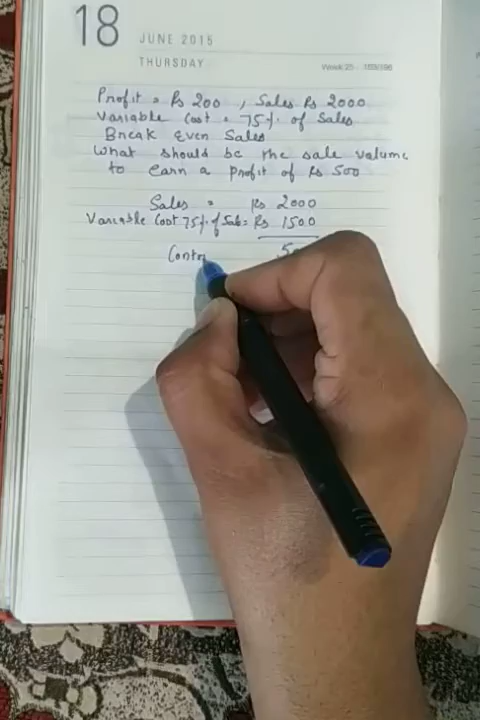 18
JUNE 2015
THURSDAY
Profit = Rs 200 , Sales Rs 2000
Variable Cost = 75% of Sales
Break Even Sales
What should be the sale volume
to earn a profit of Rs 500
Sales = Rs 2000
Variable Cost 75% of Sale = Rs 1500